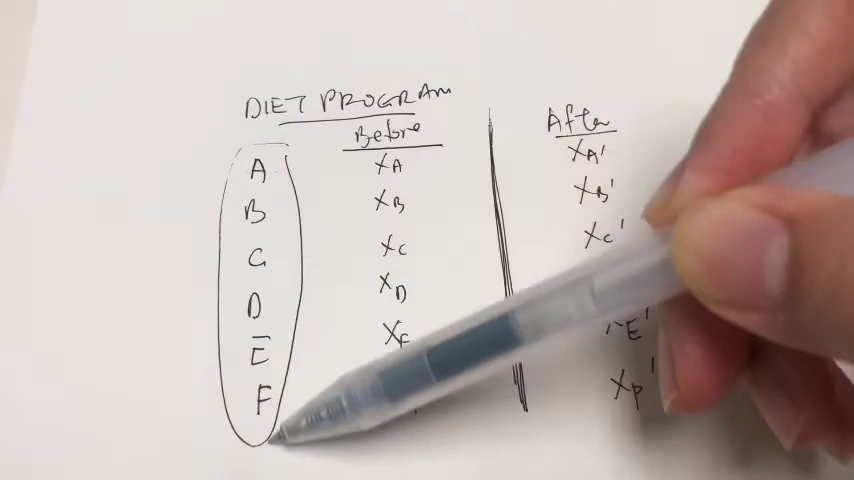 DIET PROGRAM
Before After
A XA XA'
B XB XB'
C XC XC'
D XD
E XE E'
F XF'